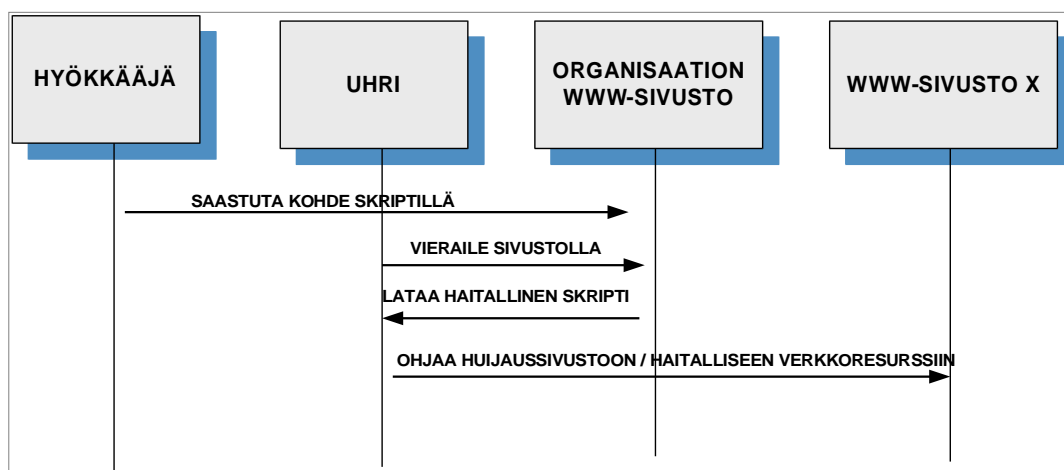 HYÖKKÄÄJÄ
UHRI
ORGANISAATION
WWW-SIVUSTO
WWW-SIVUSTO X
SAASTUTA KOHDE SKRIPTILLÄ
VIERAILE SIVUSTOLLA
LATAA HAITALLINEN SKRIPTI
OHJAA HUIJAUSSIVUSTOON / HAITALLISEEN VERKKORESURSSIIN